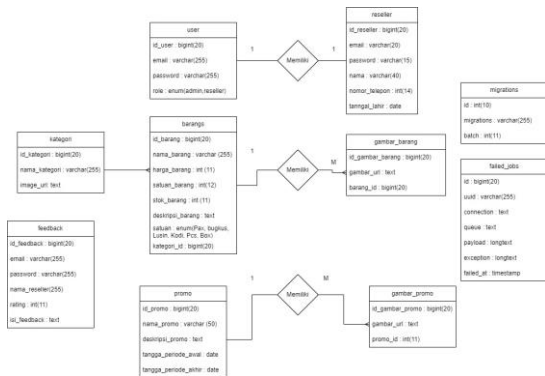 user
id_user : bigint(20)
email : varchar(255)
password : varchar(255)
role : enum(admin,reseller)
1
Memiliki
1
reseller
id_reseller : bigint(20)
email : varchar(20)
password : varchar(15)
nama : varchar(40)
nomor_telepon : int(14)
tanngal_lahir : date
migrations
id : int(10)
migrations : varchar(255)
batch : int(11)
kategori
id_kategori : bigint(20)
nama_kategori : varchar(255)
image_url: text
barangs
id_barang : bigint(20)
nama_barang : varchar (255)
harga_barang : int (11)
satuan_barang : int(12)
stok_barang : int (11)
deskripsi_barang : text
satuan : enum(Pax, bugkus,
Lusin, Kodi, Pcs, Box)
kategori_id : bigint(20)
1
Memiliki
M
gambar_barang
id_gambar_barang : bigint(20)
gambar_url : text
barang_id : bigint(20)
failed_jobs
id : bigint(20)
uuid : varchar(255)
connection : text
queue : text
payload : longtext
exception : longtext
failed_at : timestamp
feedback
id_feedback : bigint(20)
email : varchar(255)
password : varchar(255)
nama_reseller(255)
rating : int(11)
isi_feedback : text
promo
id_promo : bigint(20)
nama_promo : varchar (50)
deskripsi_promo : text
tangga_periode_awal : date
tangga_periode_akhir : date
1
Memiliki
M
gambar_promo
id_gambar_promo : bigint(20)
gambar_url : text
promo_id : int(11)